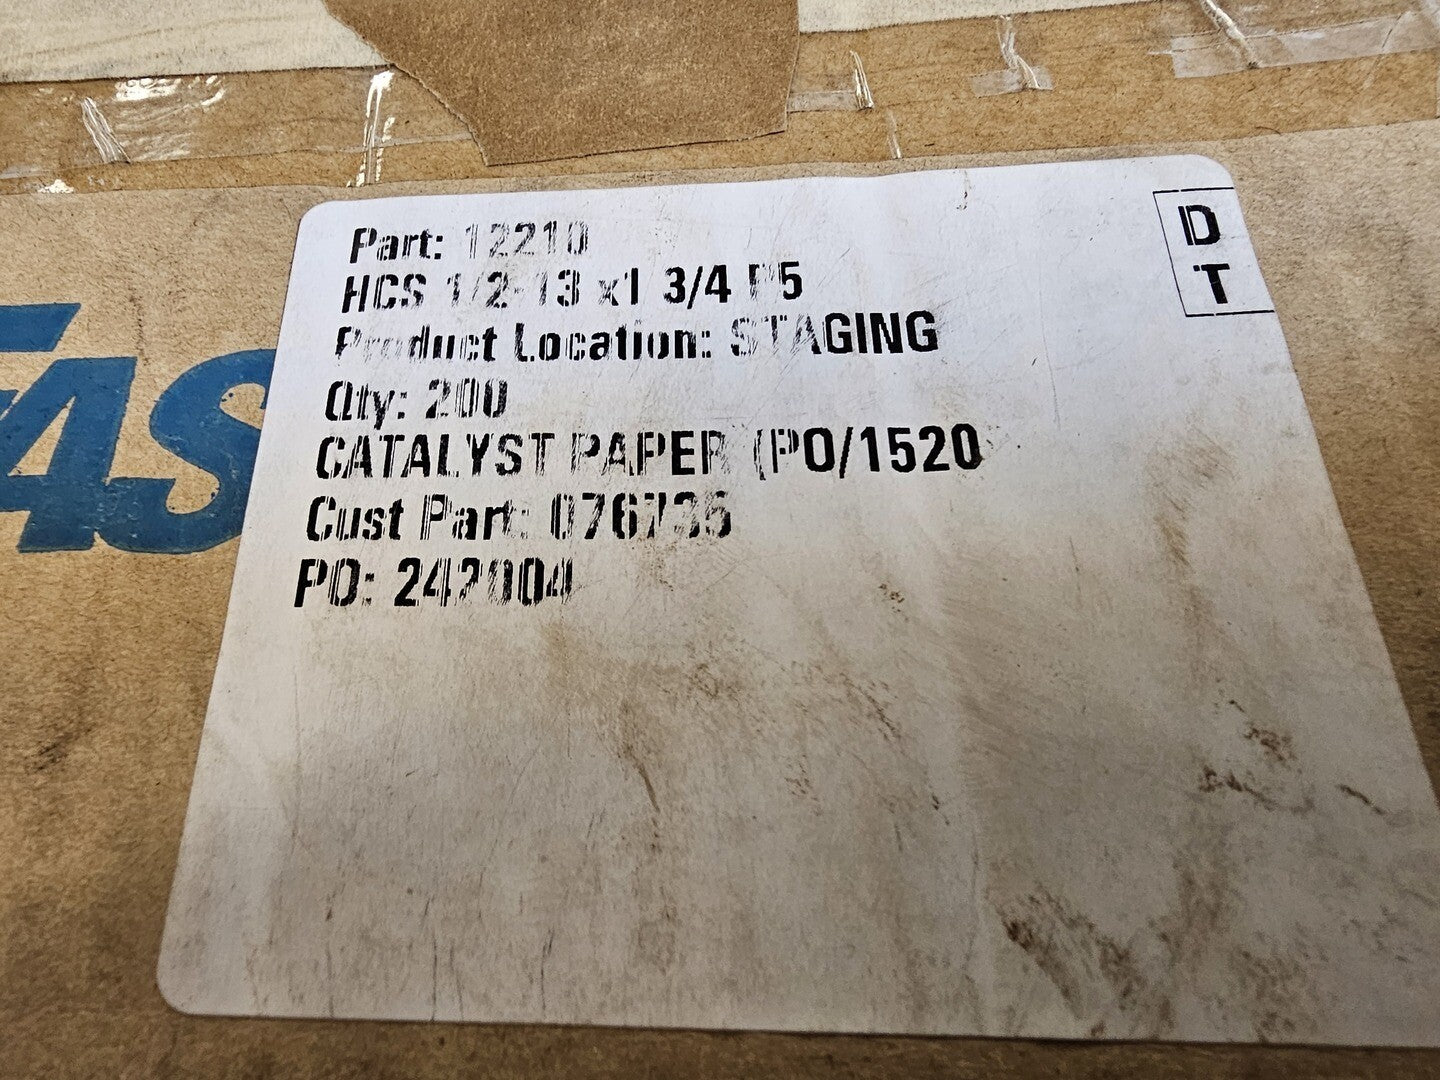 Part: 12210
HCS 1/2-13 x1 3/4 P5
Product Location: STAGING
Qty: 200
CATALYST PAPER (PO/1520
Cust Part: 076735
PO: 242004
D
T
FAS